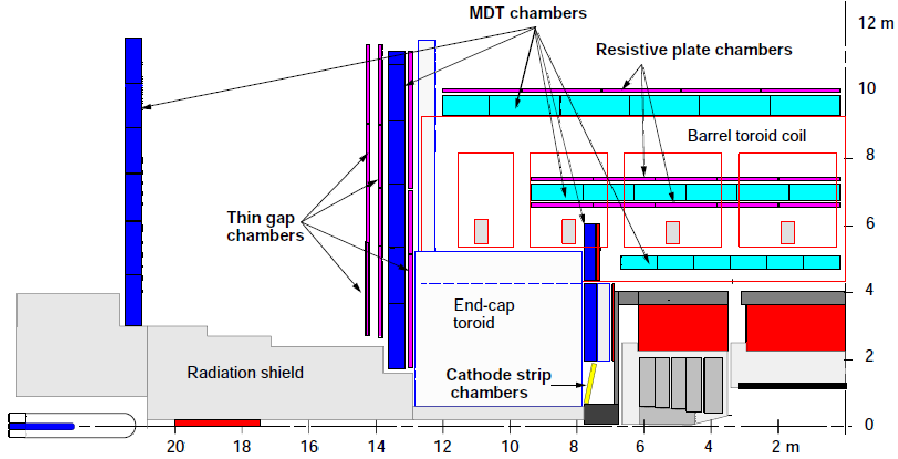 MDT chambers
12 m
Resistive plate chambers
10
Barrel toroid coil
8
Thin gap
chambers
6
4
End-cap
toroid
Radiation shield
Cathode strip
chambers
2
0
20 18 16 14 12 10 8 6 4 2 m